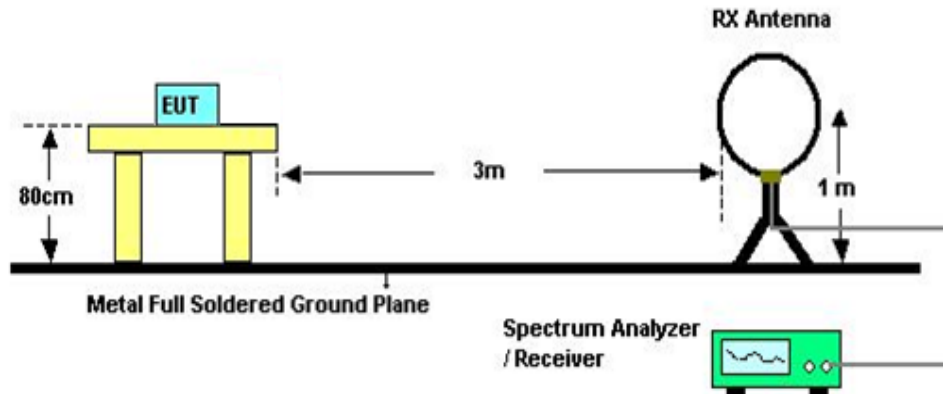 RX Antenna
EUT
3m
80cm
1 m
Metal Full Soldered Ground Plane
Spectrum Analyzer
/ Receiver